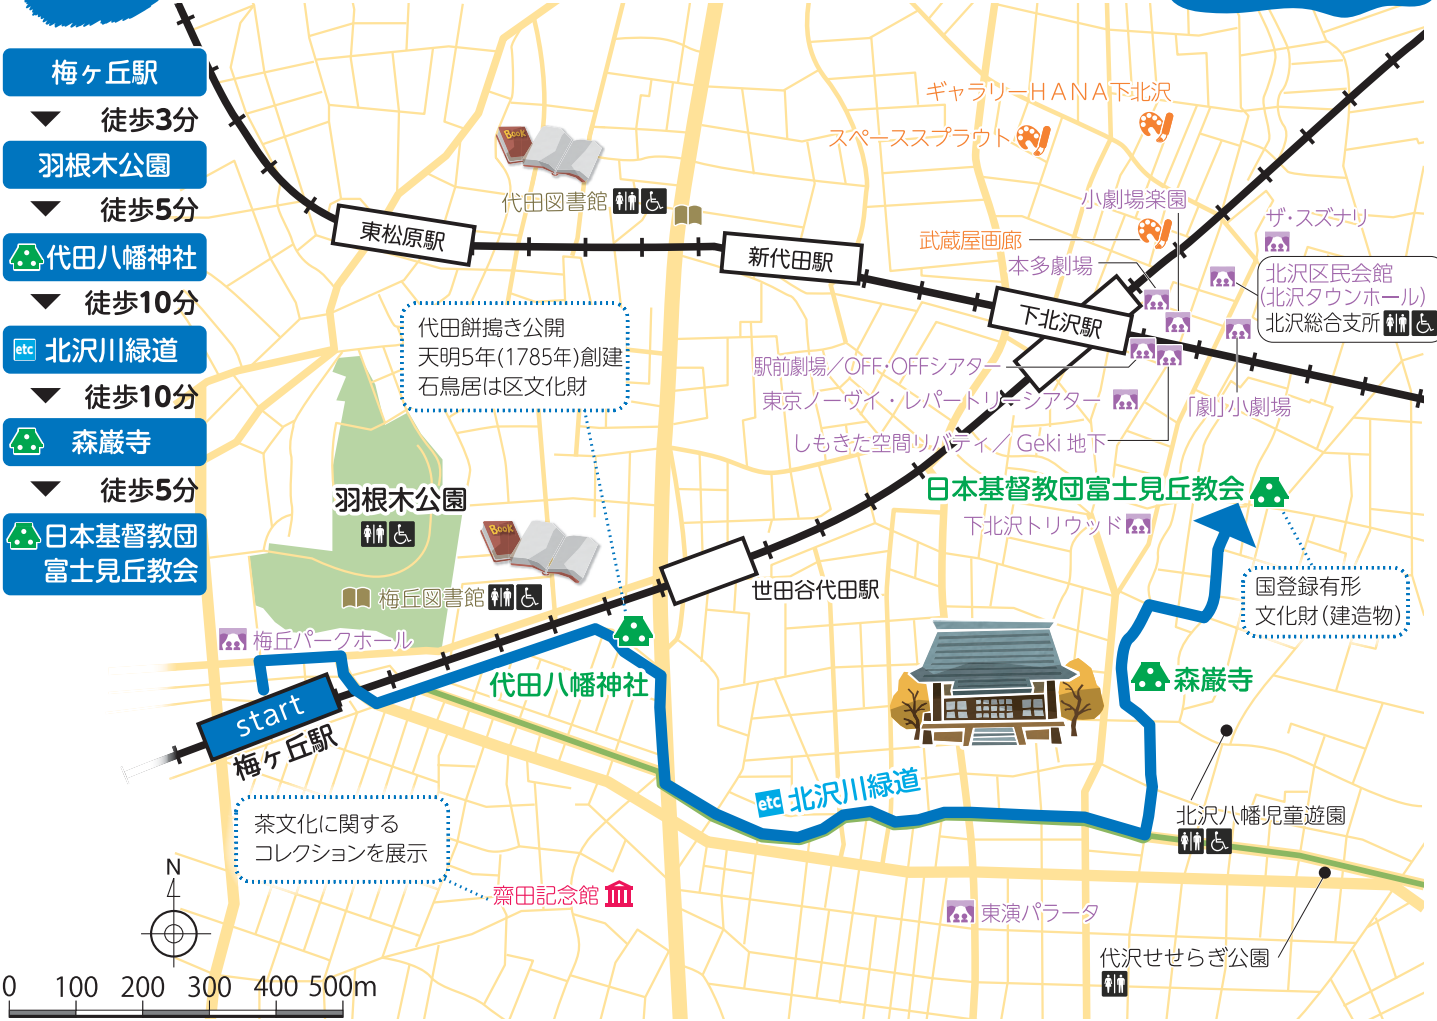 梅ヶ丘駅
徒歩3分
羽根木公園
徒歩5分
代田八幡神社
徒歩10分
etc 北沢川緑道
徒歩10分
森巌寺
徒歩5分
日本基督教団
富士見丘教会
ギャラリーHANA下北沢
スペーススプラウト
BOOK
代田図書館
小劇場楽園
ザ・スズナリ
東松原駅
新代田駅
武蔵屋画廊
本多劇場
北沢区民会館
(北沢タウンホール)
北沢総合支所
下北沢駅
代田餅搗き公開
天明5年(1785年)創建
石鳥居は区文化財
駅前劇場/OFF・OFFシアター
東京ノーヴイ・レパートリーシアター
「劇」小劇場
しもきた空間リバティ/Geki地下
羽根木公園
日本基督教団富士見丘教会
下北沢トリウッド
BOOK
梅丘図書館
世田谷代田駅
国登録有形
文化財(建造物)
梅丘パークホール
代田八幡神社
森巌寺
start
梅ヶ丘駅
etc 北沢川緑道
北沢八幡児童遊園
茶文化に関する
コレクションを展示
齋田記念館
東演パラータ
代沢せせらぎ公園
N
0 100 200 300 400 500m